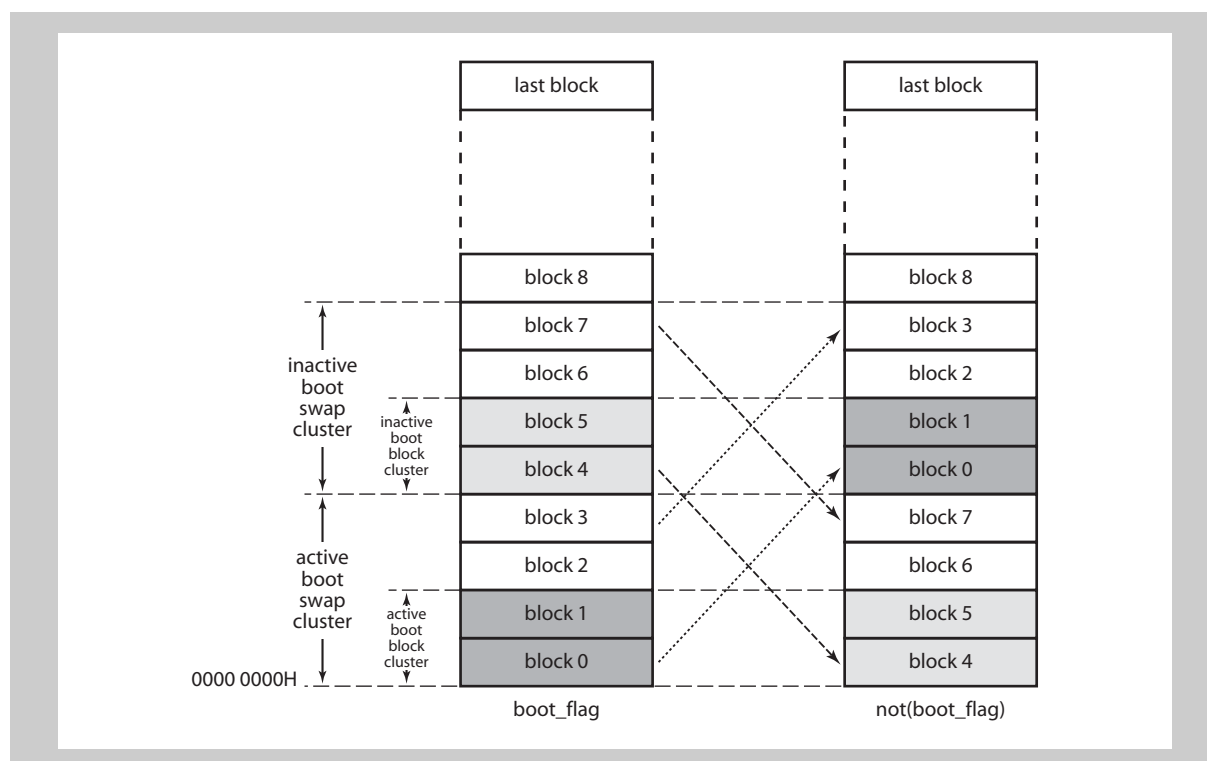 last block
last block
block 8
block 8
block 7
block 3
inactive
boot
swap
cluster
block 6
block 2
inactive
boot
block
cluster
block 5
block 1
block 4
block 0
block 3
block 7
active
boot
swap
cluster
block 2
block 6
active
boot
block
cluster
block 1
block 5
block 0
block 4
0000 0000H
boot_flag
not(boot_flag)